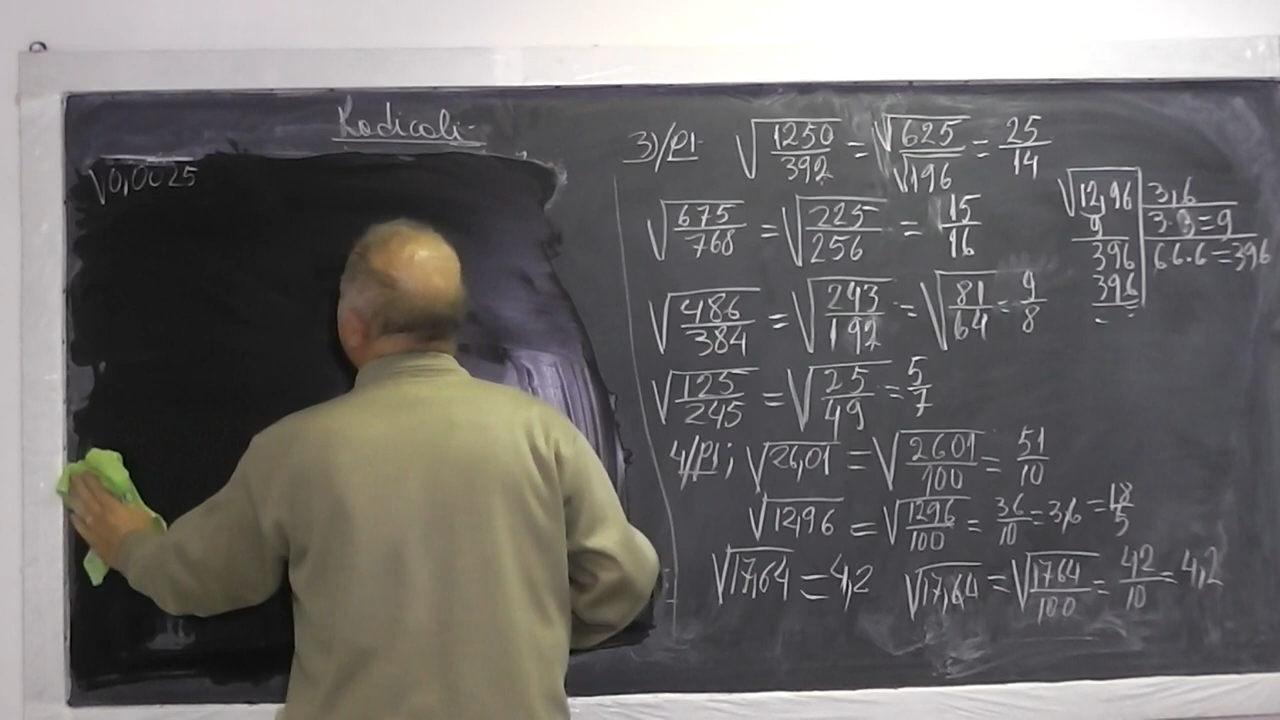 Radicali
√0,0025
3)/p1 √1250/392 = √625/√196 = 25/14
√675/768 = √225/256 = 15/16
√486/384 = √243/192 = √81/64 = 9/8
√125/245 = √25/49 = 5/7
4/p1; √26,01 = √2601/100 = 51/10
√12,96 = √1296/100 = 36/10 = 3,6 = 18/5
√17,64 = 4,2 √17,64 = √1764/100 = 42/10 = 4,2
√12,96 3,6
9 3·3=9
396 66·6=396
396